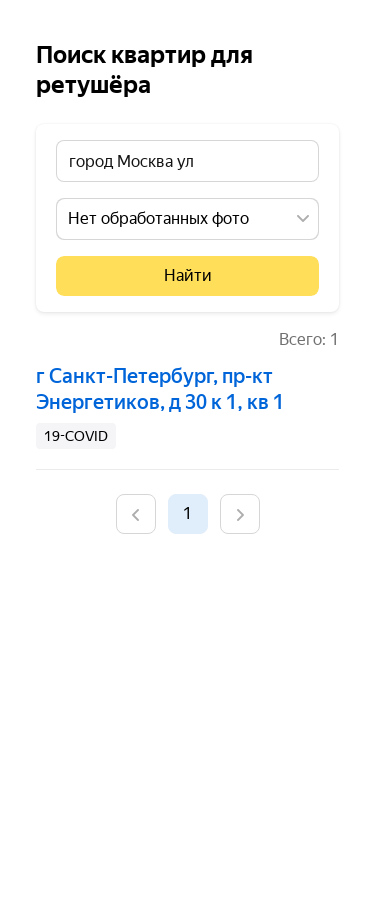 Поиск квартир для
ретушёра
город Москва ул
Нет обработанных фото
Найти
Всего: 1
г Санкт-Петербург, пр-кт
Энергетиков, д 30 к 1, кв 1
19-COVID
1